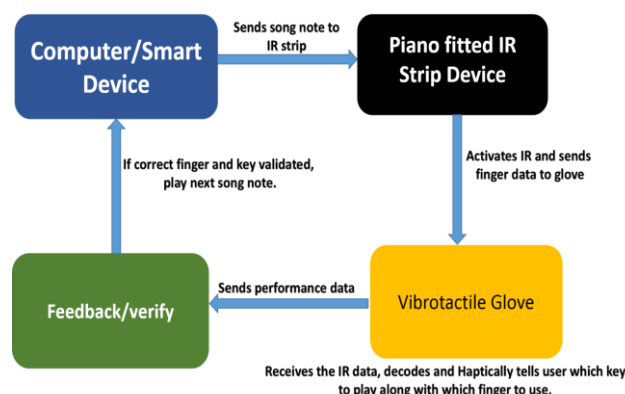 Computer/Smart
Device
Sends song note to
IR strip
Piano fitted IR
Strip Device
If correct finger and key validated,
play next song note.
Activates IR and sends
finger data to glove
Feedback/verify
Sends performance data
Vibrotactile Glove
Receives the IR data, decodes and Haptically tells user which key
to play along with which finger to use.